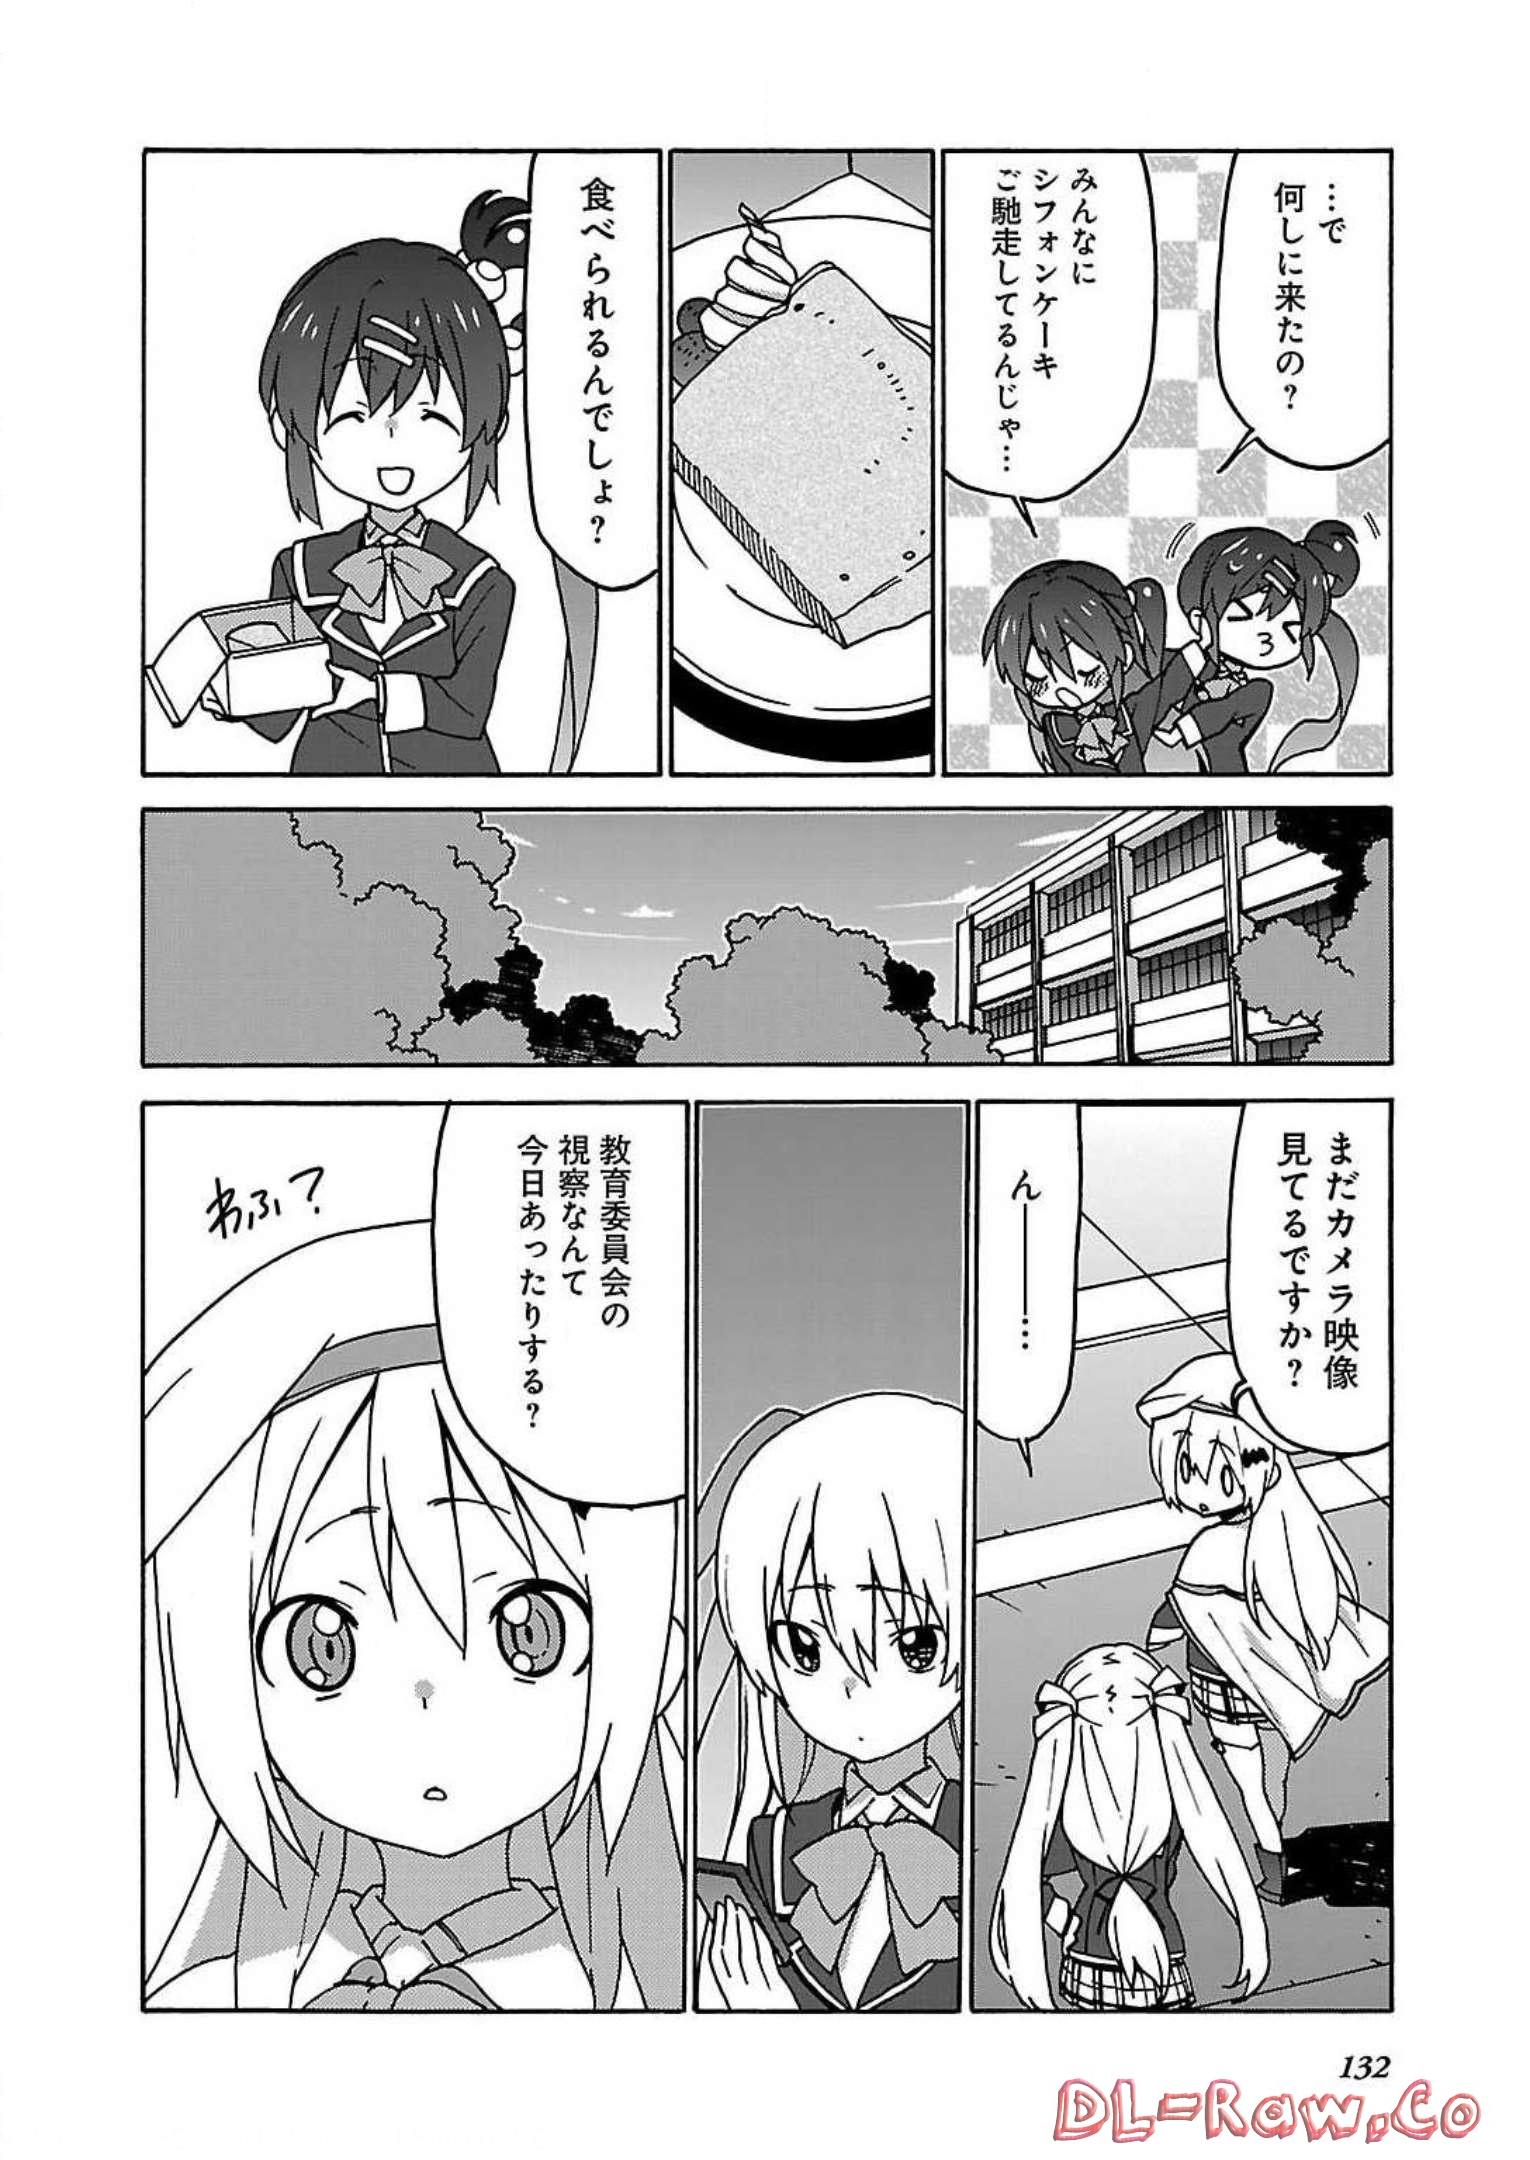 …で
何しに来たの?
みんなに
シフォンケーキ
ご馳走してるんじゃ…
食べられるんでしょ?
まだカメラ映像
見てるですか?
ん———…
教育委員会の
視察なんて
今日あったりする?
わふ?
132
DL-Raw.Co